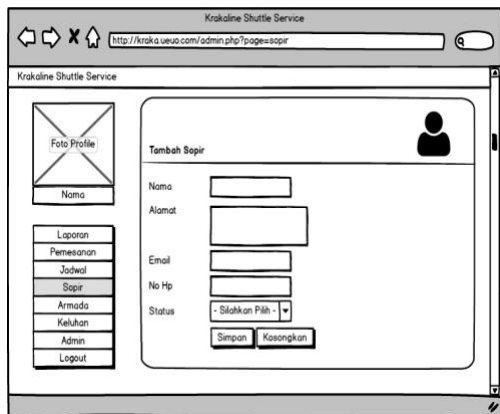 Krakaline Shuttle Service
http://kraka.ueuo.com/admin.php?page=sopir
Krakaline Shuttle Service
Foto Profile
Nama
Laporan
Pemesanan
Jadwal
Sopir
Armada
Keluhan
Admin
Logout
Tambah Sopir
Nama
Alamat
Email
No Hp
Status
- Silahkan Pilih -
Simpan Kosongkan